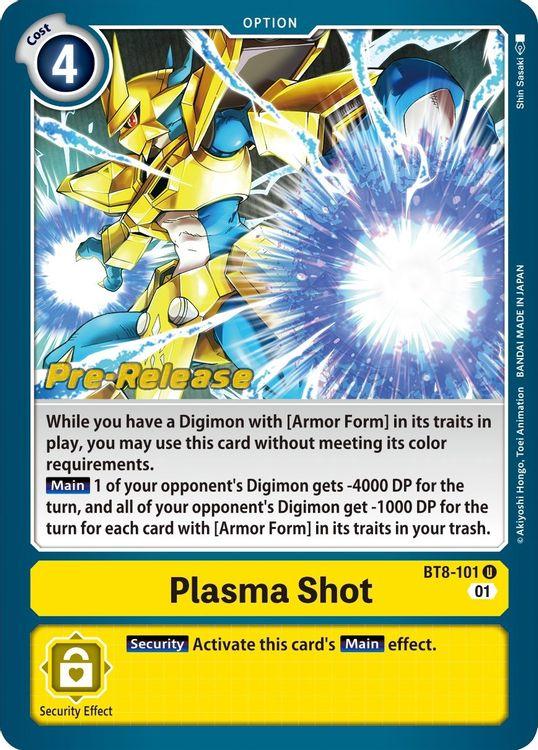 OPTION
Cost
4
Shin Sasaki
Pre-Release
© Akiyoshi Hongo, Toei Animation BANDAI MADE IN JAPAN
While you have a Digimon with [Armor Form] in its traits in
play, you may use this card without meeting its color
requirements.
Main 1 of your opponent's Digimon gets -4000 DP for the
turn, and all of your opponent's Digimon get -1000 DP for the
turn for each card with [Armor Form] in its traits in your trash.
Plasma Shot
BT8-101 U
01
Security Activate this card's Main effect.
Security Effect